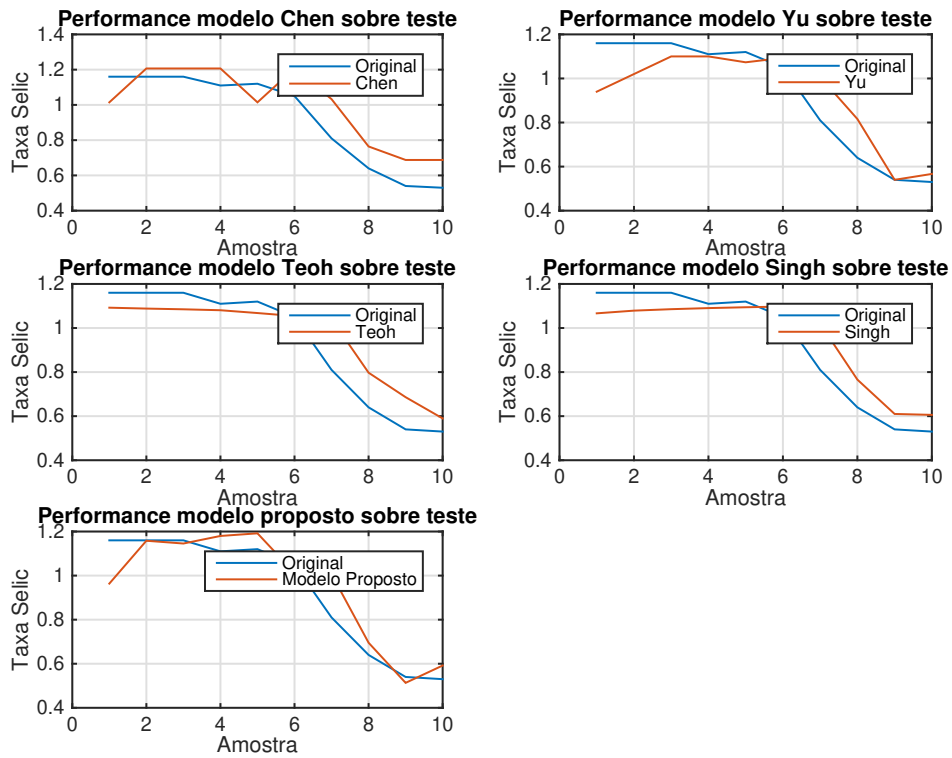 Performance modelo Chen sobre teste
1.4
1.2
1
0.8
0.6
0.4
Taxa Selic
Original
Chen
0 2 4 6 8 10
Amostra
Performance modelo Yu sobre teste
1.2
1
0.8
0.6
0.4
Taxa Selic
Original
Yu
0 2 4 6 8 10
Amostra
Performance modelo Teoh sobre teste
1.2
1
0.8
0.6
0.4
Taxa Selic
Original
Teoh
0 2 4 6 8 10
Amostra
Performance modelo Singh sobre teste
1.2
1
0.8
0.6
0.4
Taxa Selic
Original
Singh
0 2 4 6 8 10
Amostra
Performance modelo proposto sobre teste
1.2
1
0.8
0.6
0.4
Taxa Selic
Original
Modelo Proposto
0 2 4 6 8 10
Amostra